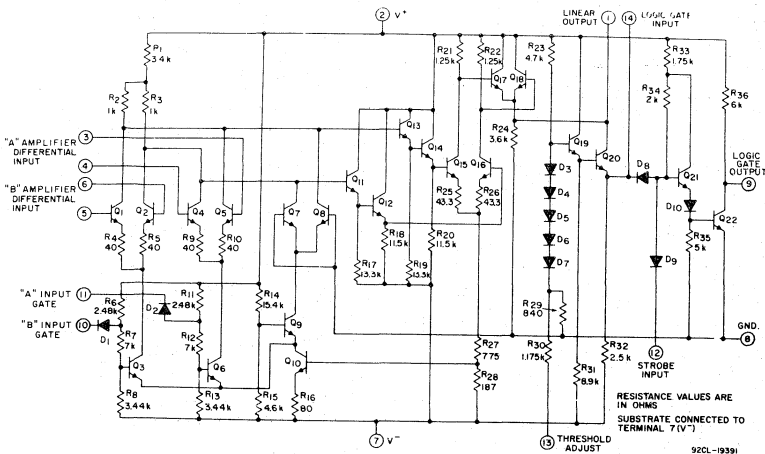 LINEAR OUTPUT
1
14 LOGIC GATE INPUT
2 V+
R1 3.4k
R2 1k
R3 1k
R21 1.25k
R22 1.25k
R23 4.7k
R33 1.75k
R34 2k
R36 6k
Q17
Q18
R24 3.6k
"A" AMPLIFIER DIFFERENTIAL INPUT
3
4
"B" AMPLIFIER DIFFERENTIAL INPUT
6
5
Q1
Q2
Q4
Q5
Q7
Q8
Q11
Q12
Q13
Q14
Q15
Q16
Q19
Q20
D8
Q21
D10
Q22
LOGIC GATE OUTPUT
9
R4 40
R5 40
R9 40
R10 40
R25 43.3
R26 43.3
D3
D4
D5
D6
D7
R18 11.5k
R20 11.5k
R17 13.3k
R19 13.3k
R35 5k
D9
"A" INPUT GATE
11
R6 2.48k
D2
R11 2.48k
R14 15.4k
"B" INPUT GATE
10
D1
R7 7k
R12 7k
Q9
Q3
Q6
Q10
R8 3.44k
R13 3.44k
R15 4.6k
R16 80
R27 775
R28 187
R29 840
R30 1.175k
R31 8.9k
R32 2.5k
GND.
8
12 STROBE INPUT
7 V−
13 THRESHOLD ADJUST
RESISTANCE VALUES ARE
IN OHMS
SUBSTRATE CONNECTED TO
TERMINAL 7 (V−)
92CL-19391